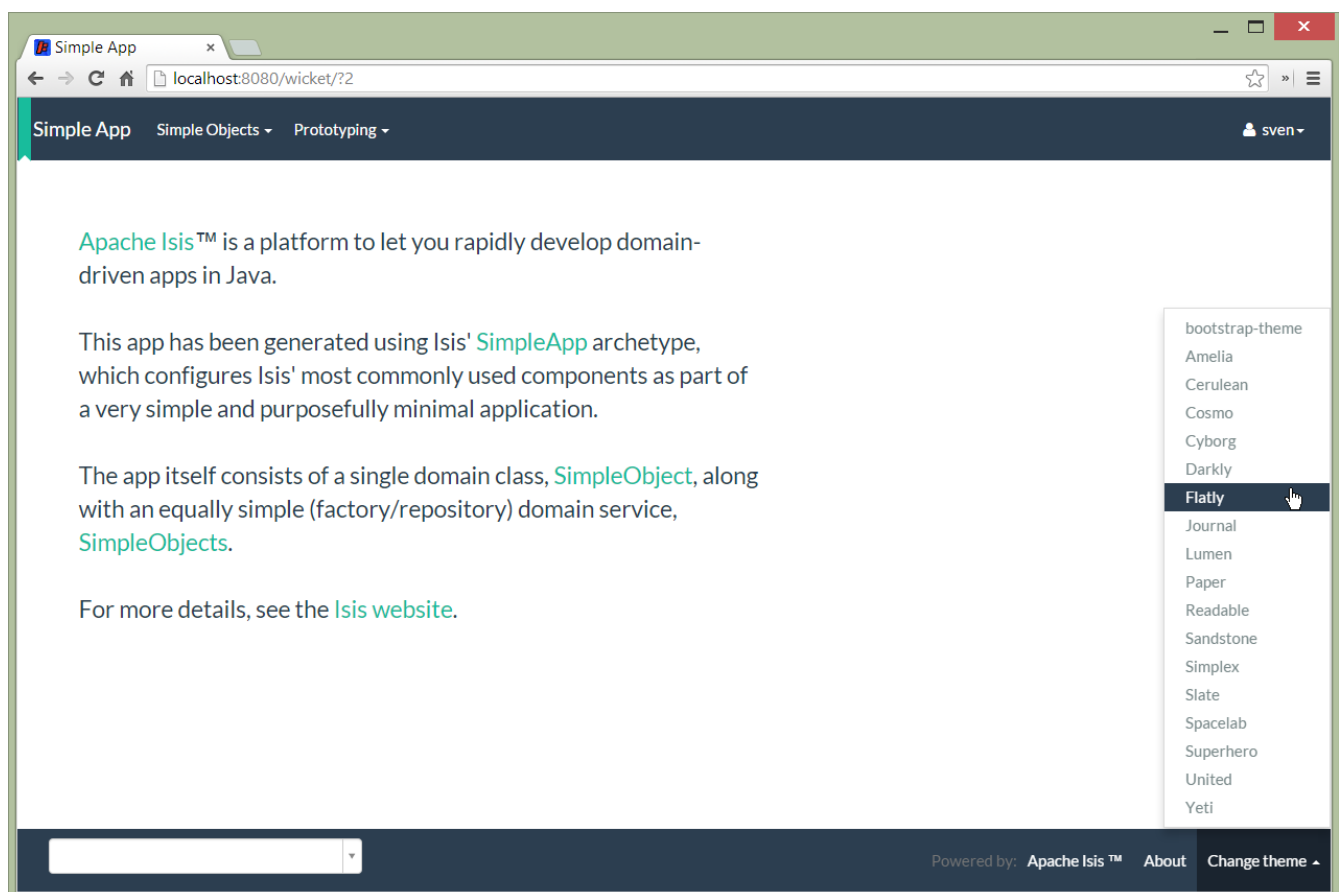 Simple App
localhost:8080/wicket/?2
Simple App Simple Objects Prototyping sven
Apache Isis™ is a platform to let you rapidly develop domain-
driven apps in Java.
This app has been generated using Isis' SimpleApp archetype,
which configures Isis' most commonly used components as part of
a very simple and purposefully minimal application.
The app itself consists of a single domain class, SimpleObject, along
with an equally simple (factory/repository) domain service,
SimpleObjects.
For more details, see the Isis website.
bootstrap-theme
Amelia
Cerulean
Cosmo
Cyborg
Darkly
Flatly
Journal
Lumen
Paper
Readable
Sandstone
Simplex
Slate
Spacelab
Superhero
United
Yeti
Powered by: Apache Isis ™ About Change theme